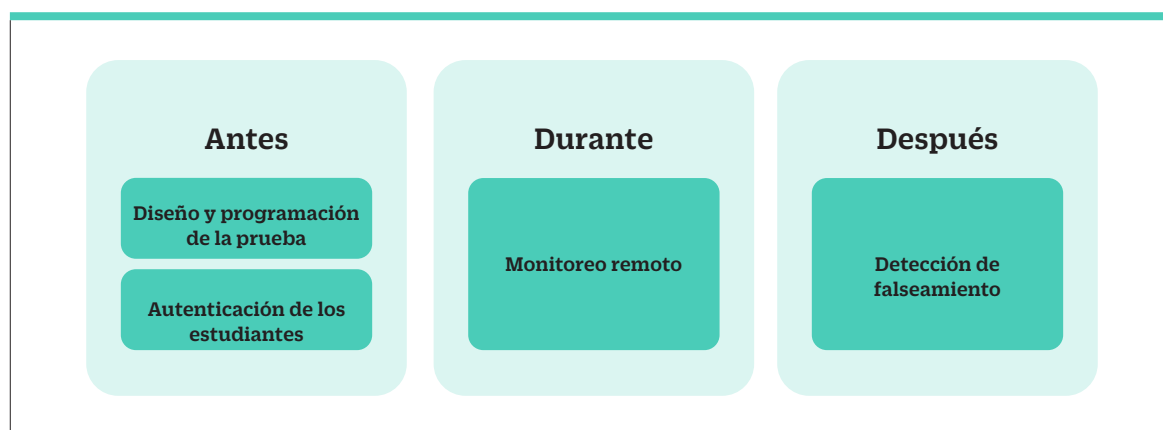 Antes
Diseño y programación
de la prueba
Autenticación de los
estudiantes
Durante
Monitoreo remoto
Después
Detección de
falseamiento